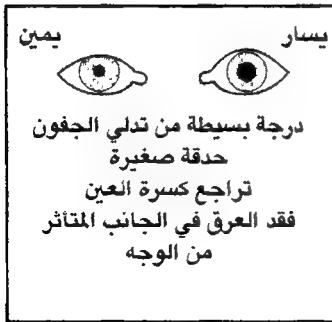 يمين يسار
درجة بسيطة من تدلي الجفون
حدقة صغيرة
تراجع كسرة العين
فقد العرق في الجانب المتأثر
من الوجه